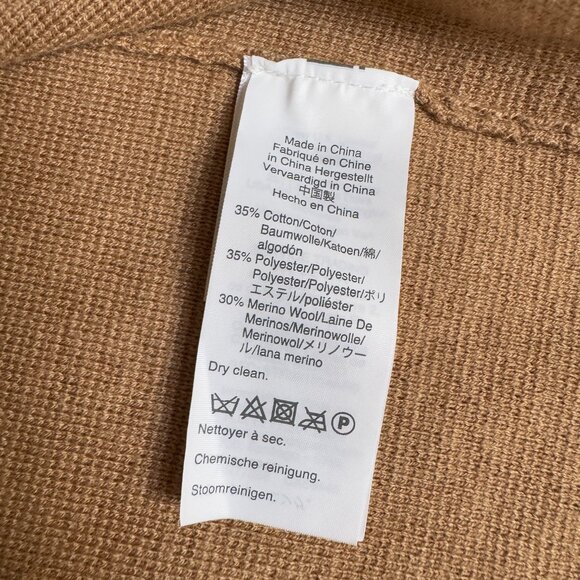 Made in China
Fabriqué en Chine
in China Hergestellt
Vervaardigd in China
中国製
Hecho en China
35% Cotton/Coton/
Baumwolle/Katoen/綿/
algodón
35% Polyester/Polyester/
Polyester/Polyester/ポリ
エステル/poliéster
30% Merino Wool/Laine De
Merinos/Merinowolle/
Merinowol/メリノウー
ル/lana merino
Dry clean.
P
Nettoyer à sec.
Chemische reinigung.
Stoomreinigen.